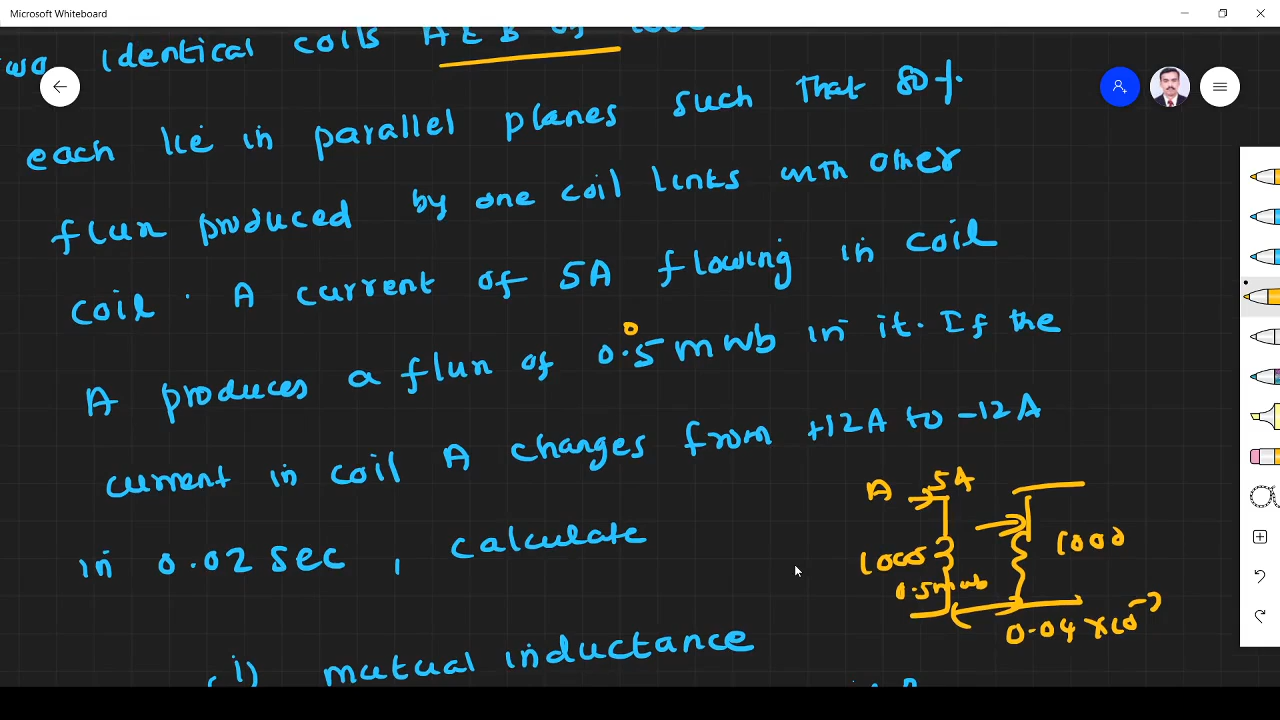 Microsoft Whiteboard
identical coils A & B of 1000
each lie in parallel planes such that 80%
flux produced by one coil links with other
coil. A current of 5A flowing in coil
A produces a flux of 0.5 mwb in it. If the
current in coil A changes from +12A to -12A
in 0.02 sec, calculate
(i) mutual inductance
0
A 5A
1000 1000
0.5mwb
0.04 x10